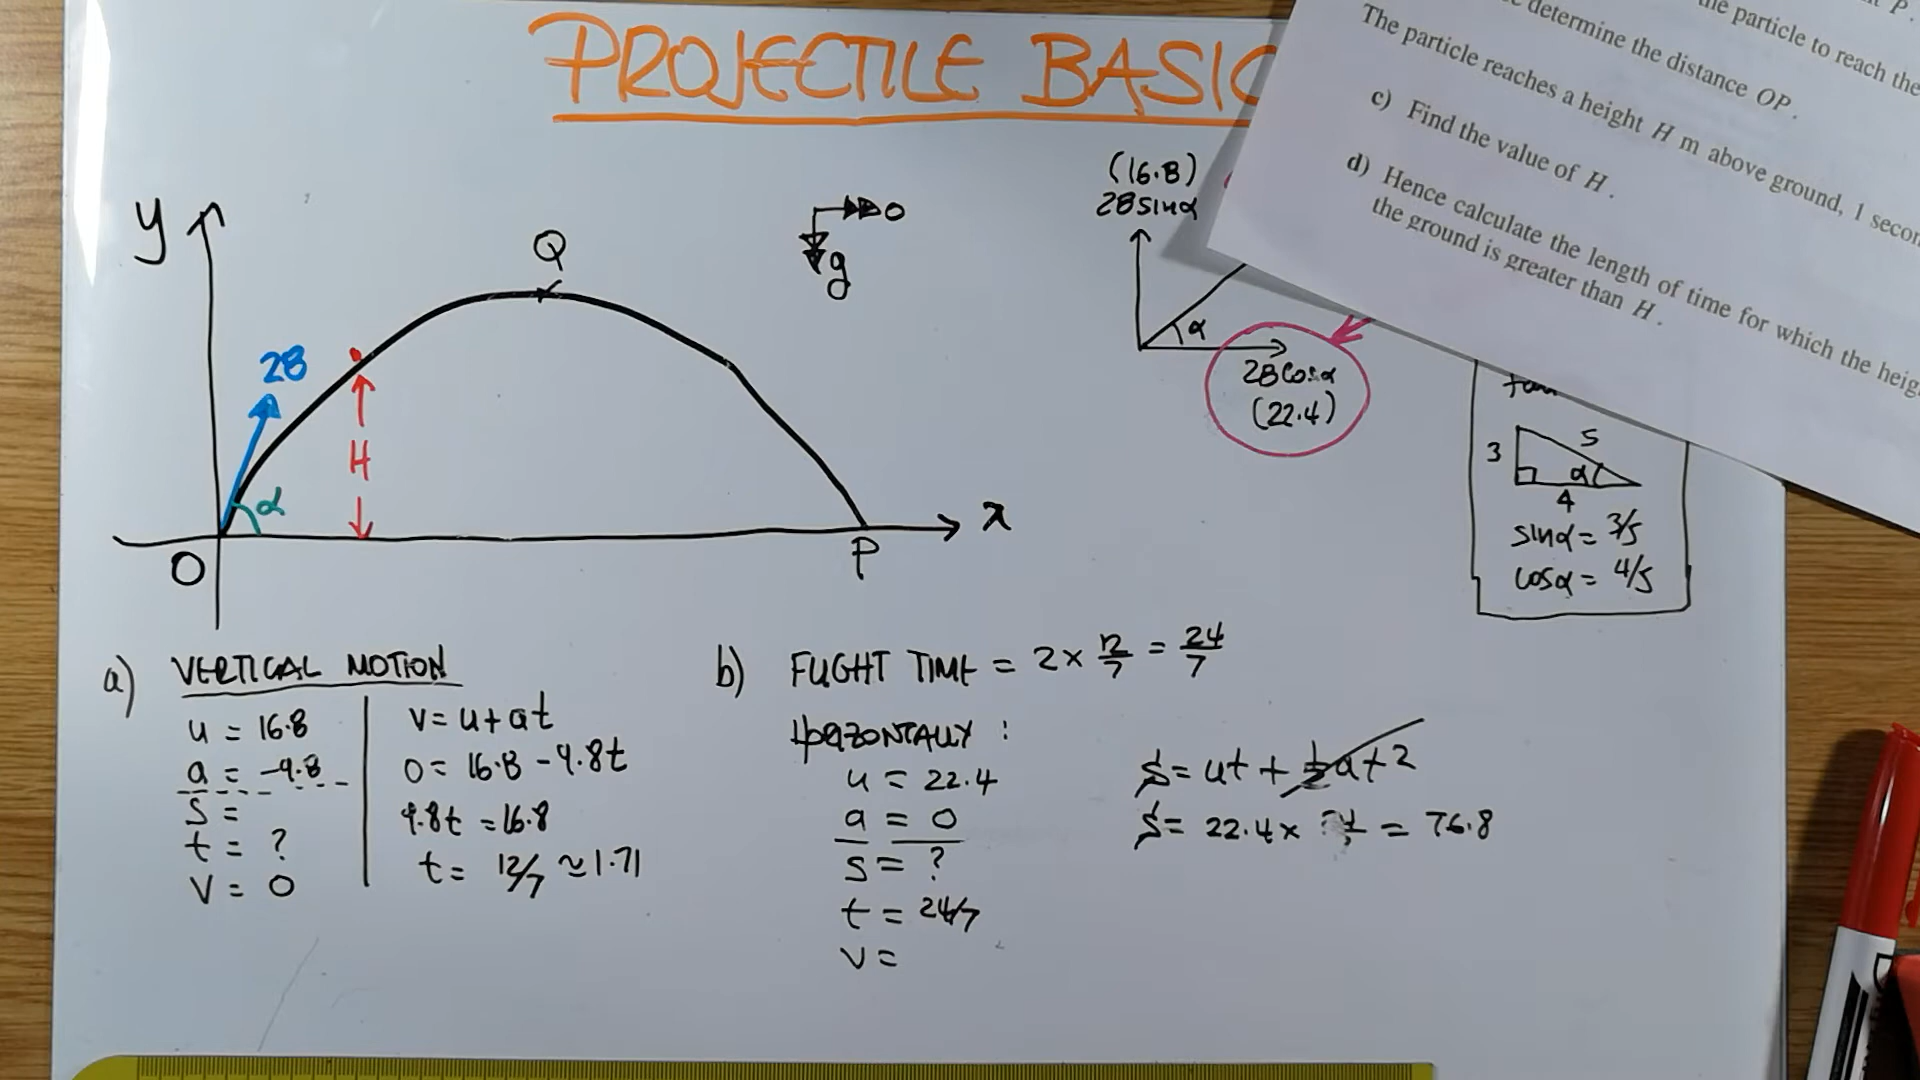 PROJECTILE BASIC
P.
the particle to reach the
determine the distance OP.
The particle reaches a height H m above ground, 1 secon
c) Find the value of H.
d) Hence calculate the length of time for which the heig
the ground is greater than H.
y
Q
0
g
28
H
α
O
P
x
(16.8)
28sinα
α
28cosα
(22.4)
3
5
α
4
sinα = 3/5
cosα = 4/5
a) VERTICAL MOTION
u = 16.8
a = -9.8
s =
t = ?
v = 0
v = u + at
0 = 16.8 - 9.8t
9.8t = 16.8
t = 12/7 ≃ 1.71
b) FLIGHT TIME = 2 × 12/7 = 24/7
HORIZONTALLY :
u = 22.4
a = 0
s = ?
t = 24/7
v =
s = ut + 1/2 at2
s = 22.4 × = 76.8